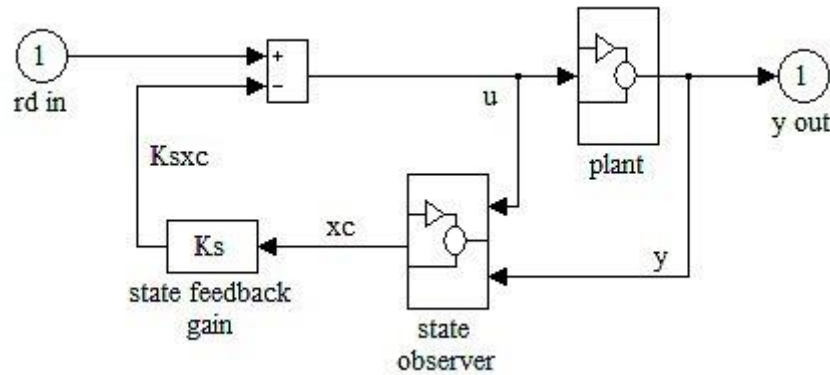 1
rd in
+
−
u
plant
1
y out
Ksxc
Ks
state feedback
gain
xc
state
observer
y